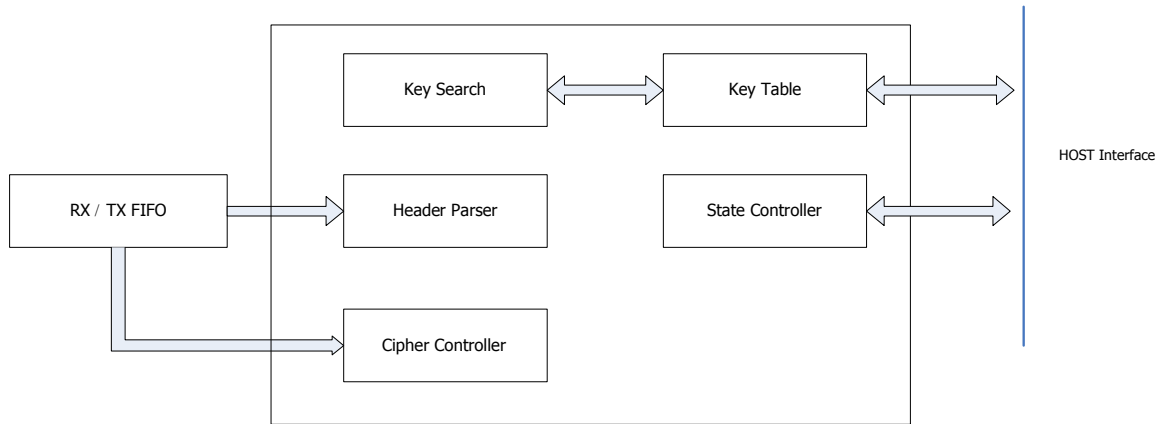 Key Search
Key Table
HOST Interface
RX / TX FIFO
Header Parser
State Controller
Cipher Controller